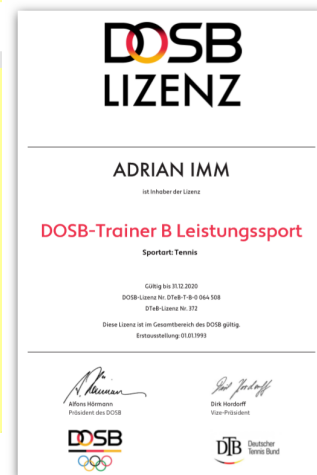 DOSB
LIZENZ
ADRIAN IMM
ist Inhaber der Lizenz
DOSB-Trainer B Leistungssport
Sportart: Tennis
Gültig bis 31.12.2020
DOSB-Lizenz Nr. DTeB-T-B-0 064 508
DTeB-Lizenz Nr. 372
Diese Lizenz ist im Gesamtbereich des DOSB gültig.
Erstausstellung: 01.01.1993
Alfons Hörmann
Präsident des DOSB
Dirk Hordorff
Vize-Präsident
DOSB
DTB Deutscher
Tennis Bund